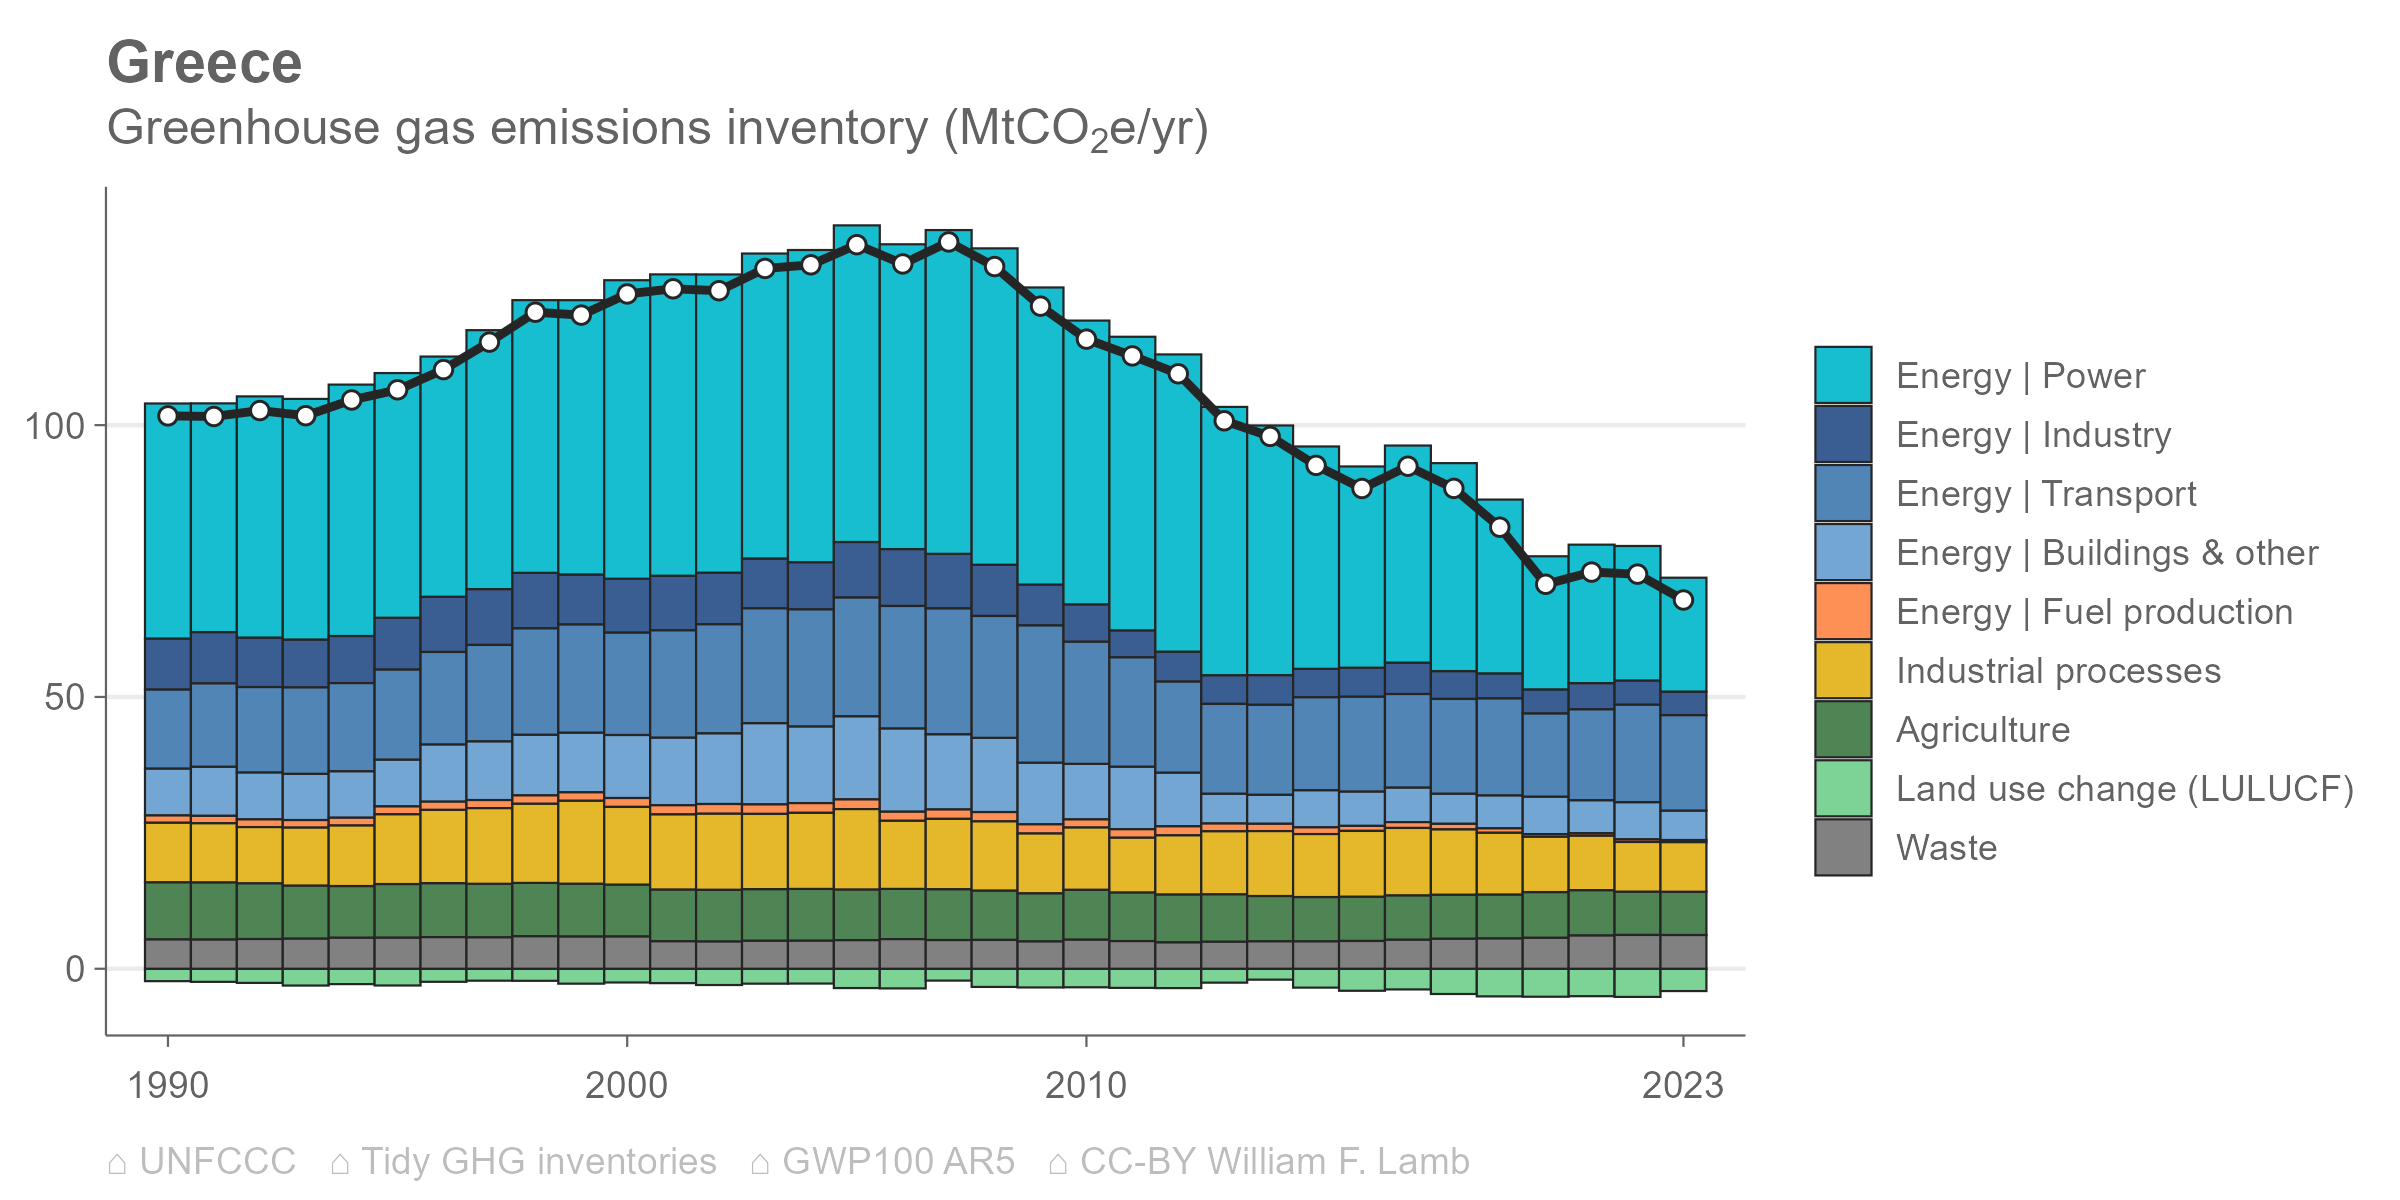 Greece
Greenhouse gas emissions inventory (MtCO₂e/yr)
100
50
0
1990 2000 2010 2023
Energy | Power
Energy | Industry
Energy | Transport
Energy | Buildings & other
Energy | Fuel production
Industrial processes
Agriculture
Land use change (LULUCF)
Waste
⌂ UNFCCC ⌂ Tidy GHG inventories ⌂ GWP100 AR5 ⌂ CC-BY William F. Lamb